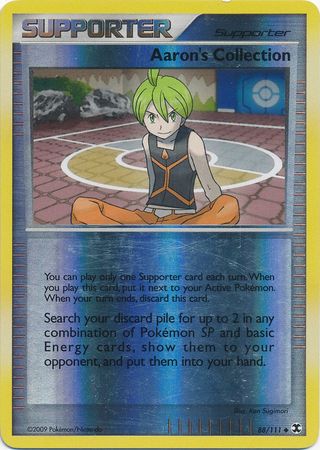 SUPPORTER
Supporter
Aaron's Collection
You can play only one Supporter card each turn. When
you play this card, put it next to your Active Pokémon.
When your turn ends, discard this card.
Search your discard pile for up to 2 in any
combination of Pokémon SP and basic
Energy cards, show them to your
opponent, and put them into your hand.
Illus. Ken Sugimori
©2009 Pokémon/Nintendo
88/111